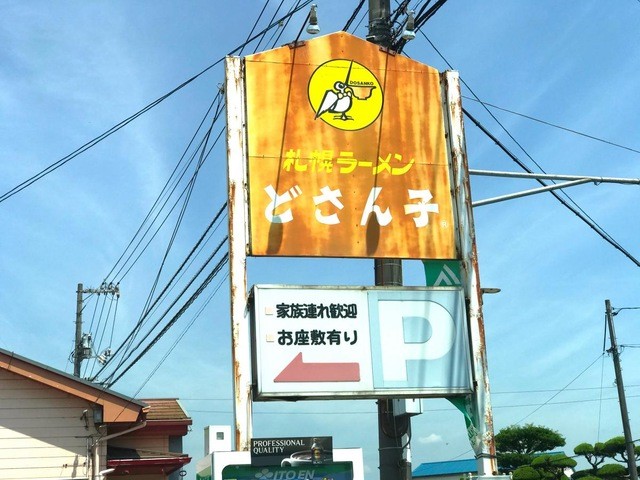 DOSANKO
札幌ラーメン
どさん子
家族連れ歓迎
お座敷有り
P
PROFESSIONAL
QUALITY
ITO EN